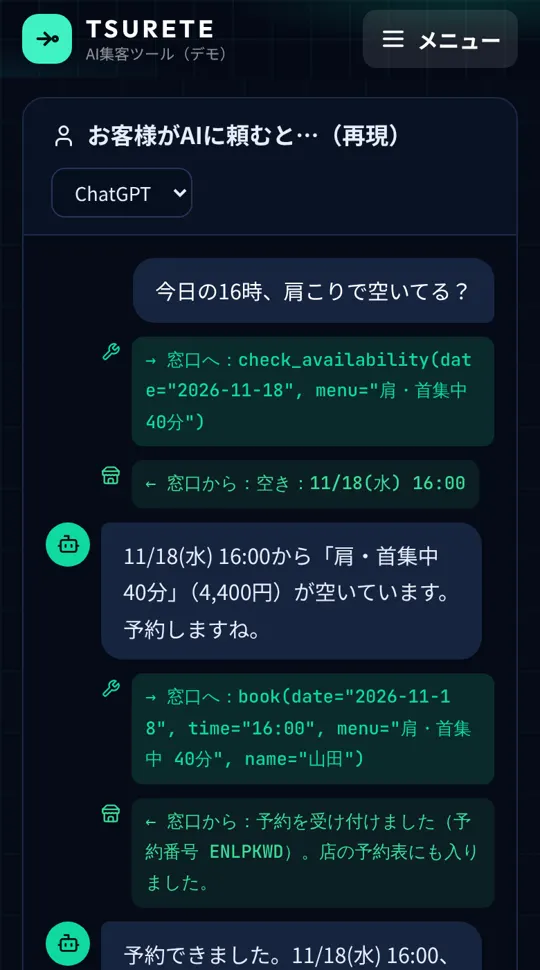 TSURETE
AI集客ツール（デモ）
メニュー
お客様がAIに頼むと…（再現）
ChatGPT
今日の16時、肩こりで空いてる？
→ 窓口へ：check_availability(dat
e="2026-11-18", menu="肩・首集中
40分")
← 窓口から：空き：11/18(水) 16:00
11/18(水) 16:00から「肩・首集中
40分」（4,400円）が空いています。
予約しますね。
→ 窓口へ：book(date="2026-11-1
8", time="16:00", menu="肩・首集
中 40分", name="山田")
← 窓口から：予約を受け付けました（予
約番号 ENLPKWD）。店の予約表にも入り
ました。
予約できました。11/18(水) 16:00、